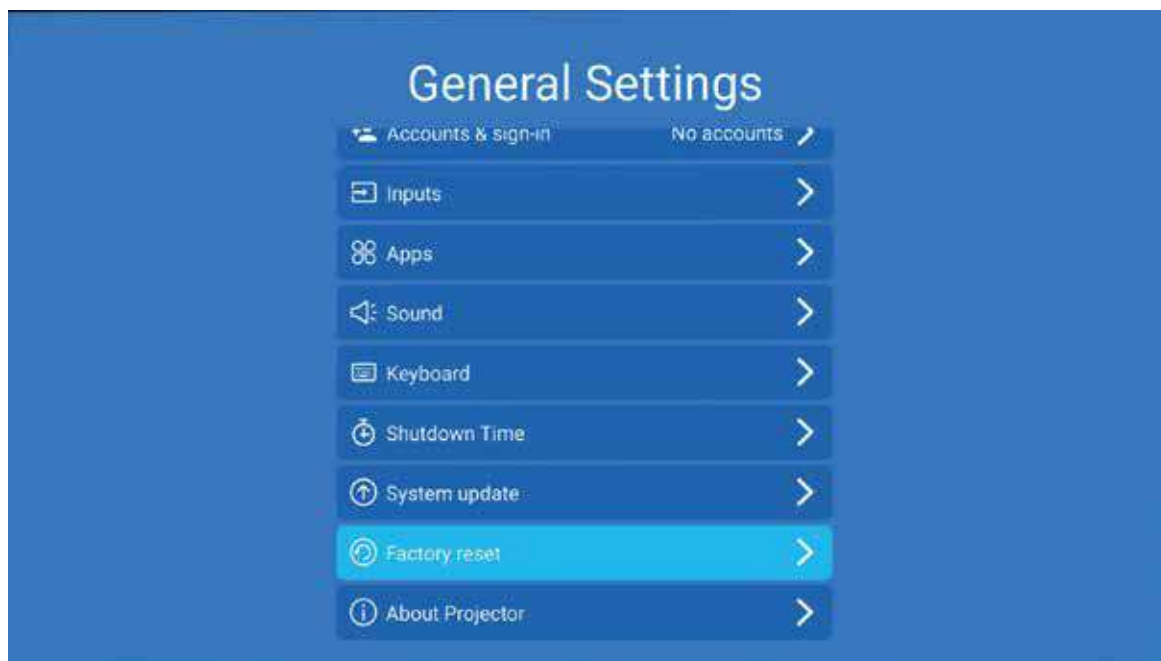 General Settings
Accounts & sign-in No accounts
Inputs
Apps
Sound
Keyboard
Shutdown Time
System update
Factory reset
About Projector